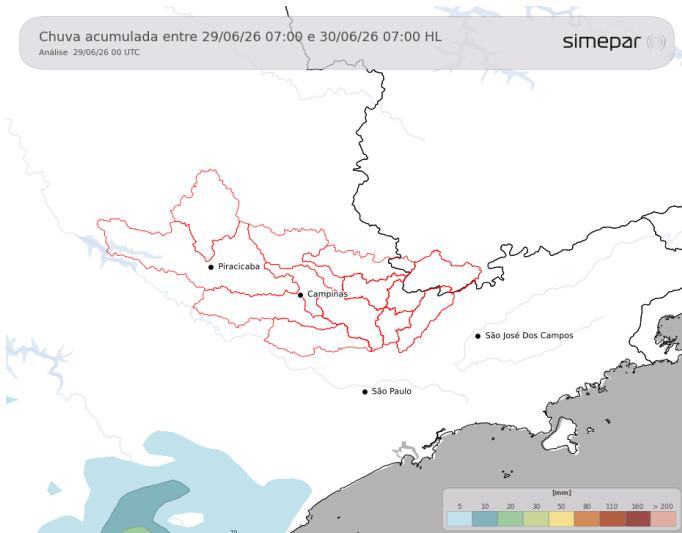 Chuva acumulada entre 29/06/26 07:00 e 30/06/26 07:00 HL
Análise 29/06/26 00 UTC
simepar
Piracicaba
Campinas
São José Dos Campos
São Paulo
10
[mm]
5 10 20 30 50 80 110 160 > 200